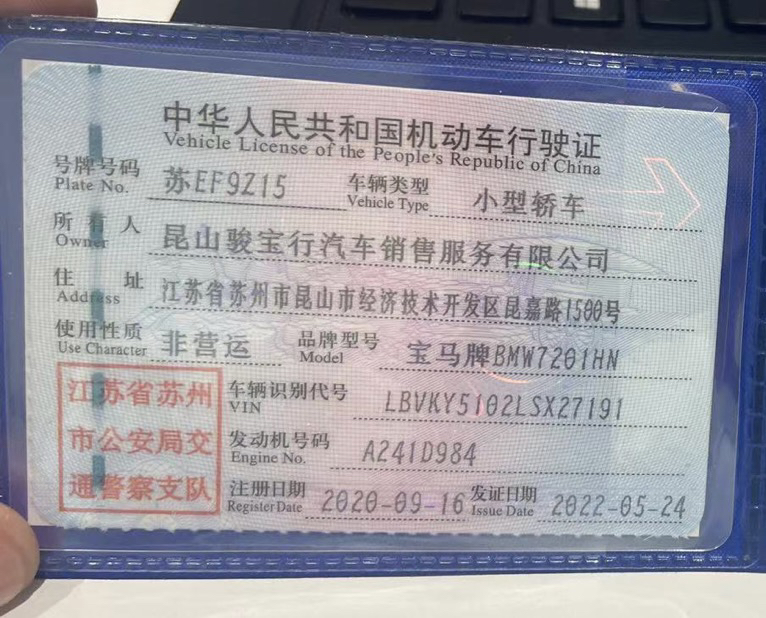 中华人民共和国机动车行驶证
Vehicle License of the People's Republic of China
号牌号码 苏EF9Z15 车辆类型 小型轿车
Plate No. Vehicle Type
所有人 昆山骏宝行汽车销售服务有限公司
Owner
住址 江苏省苏州市昆山市经济技术开发区昆嘉路1500号
Address
使用性质 非营运 品牌型号 宝马牌BMW7201HN
Use Character Model
江苏省苏州
市公安局交
通警察支队
车辆识别代号 LBVKY5102LSX27191
VIN
发动机号码 A241D984
Engine No.
注册日期 2020-09-16 发证日期 2022-05-24
Register Date Issue Date